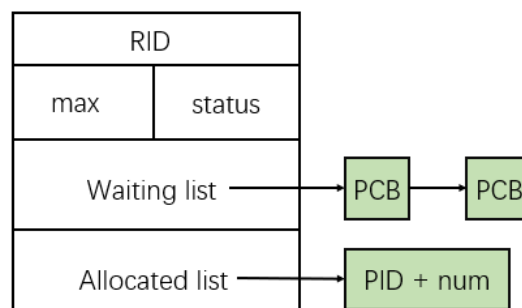 RID
max status
Waiting list PCB PCB
Allocated list PID + num